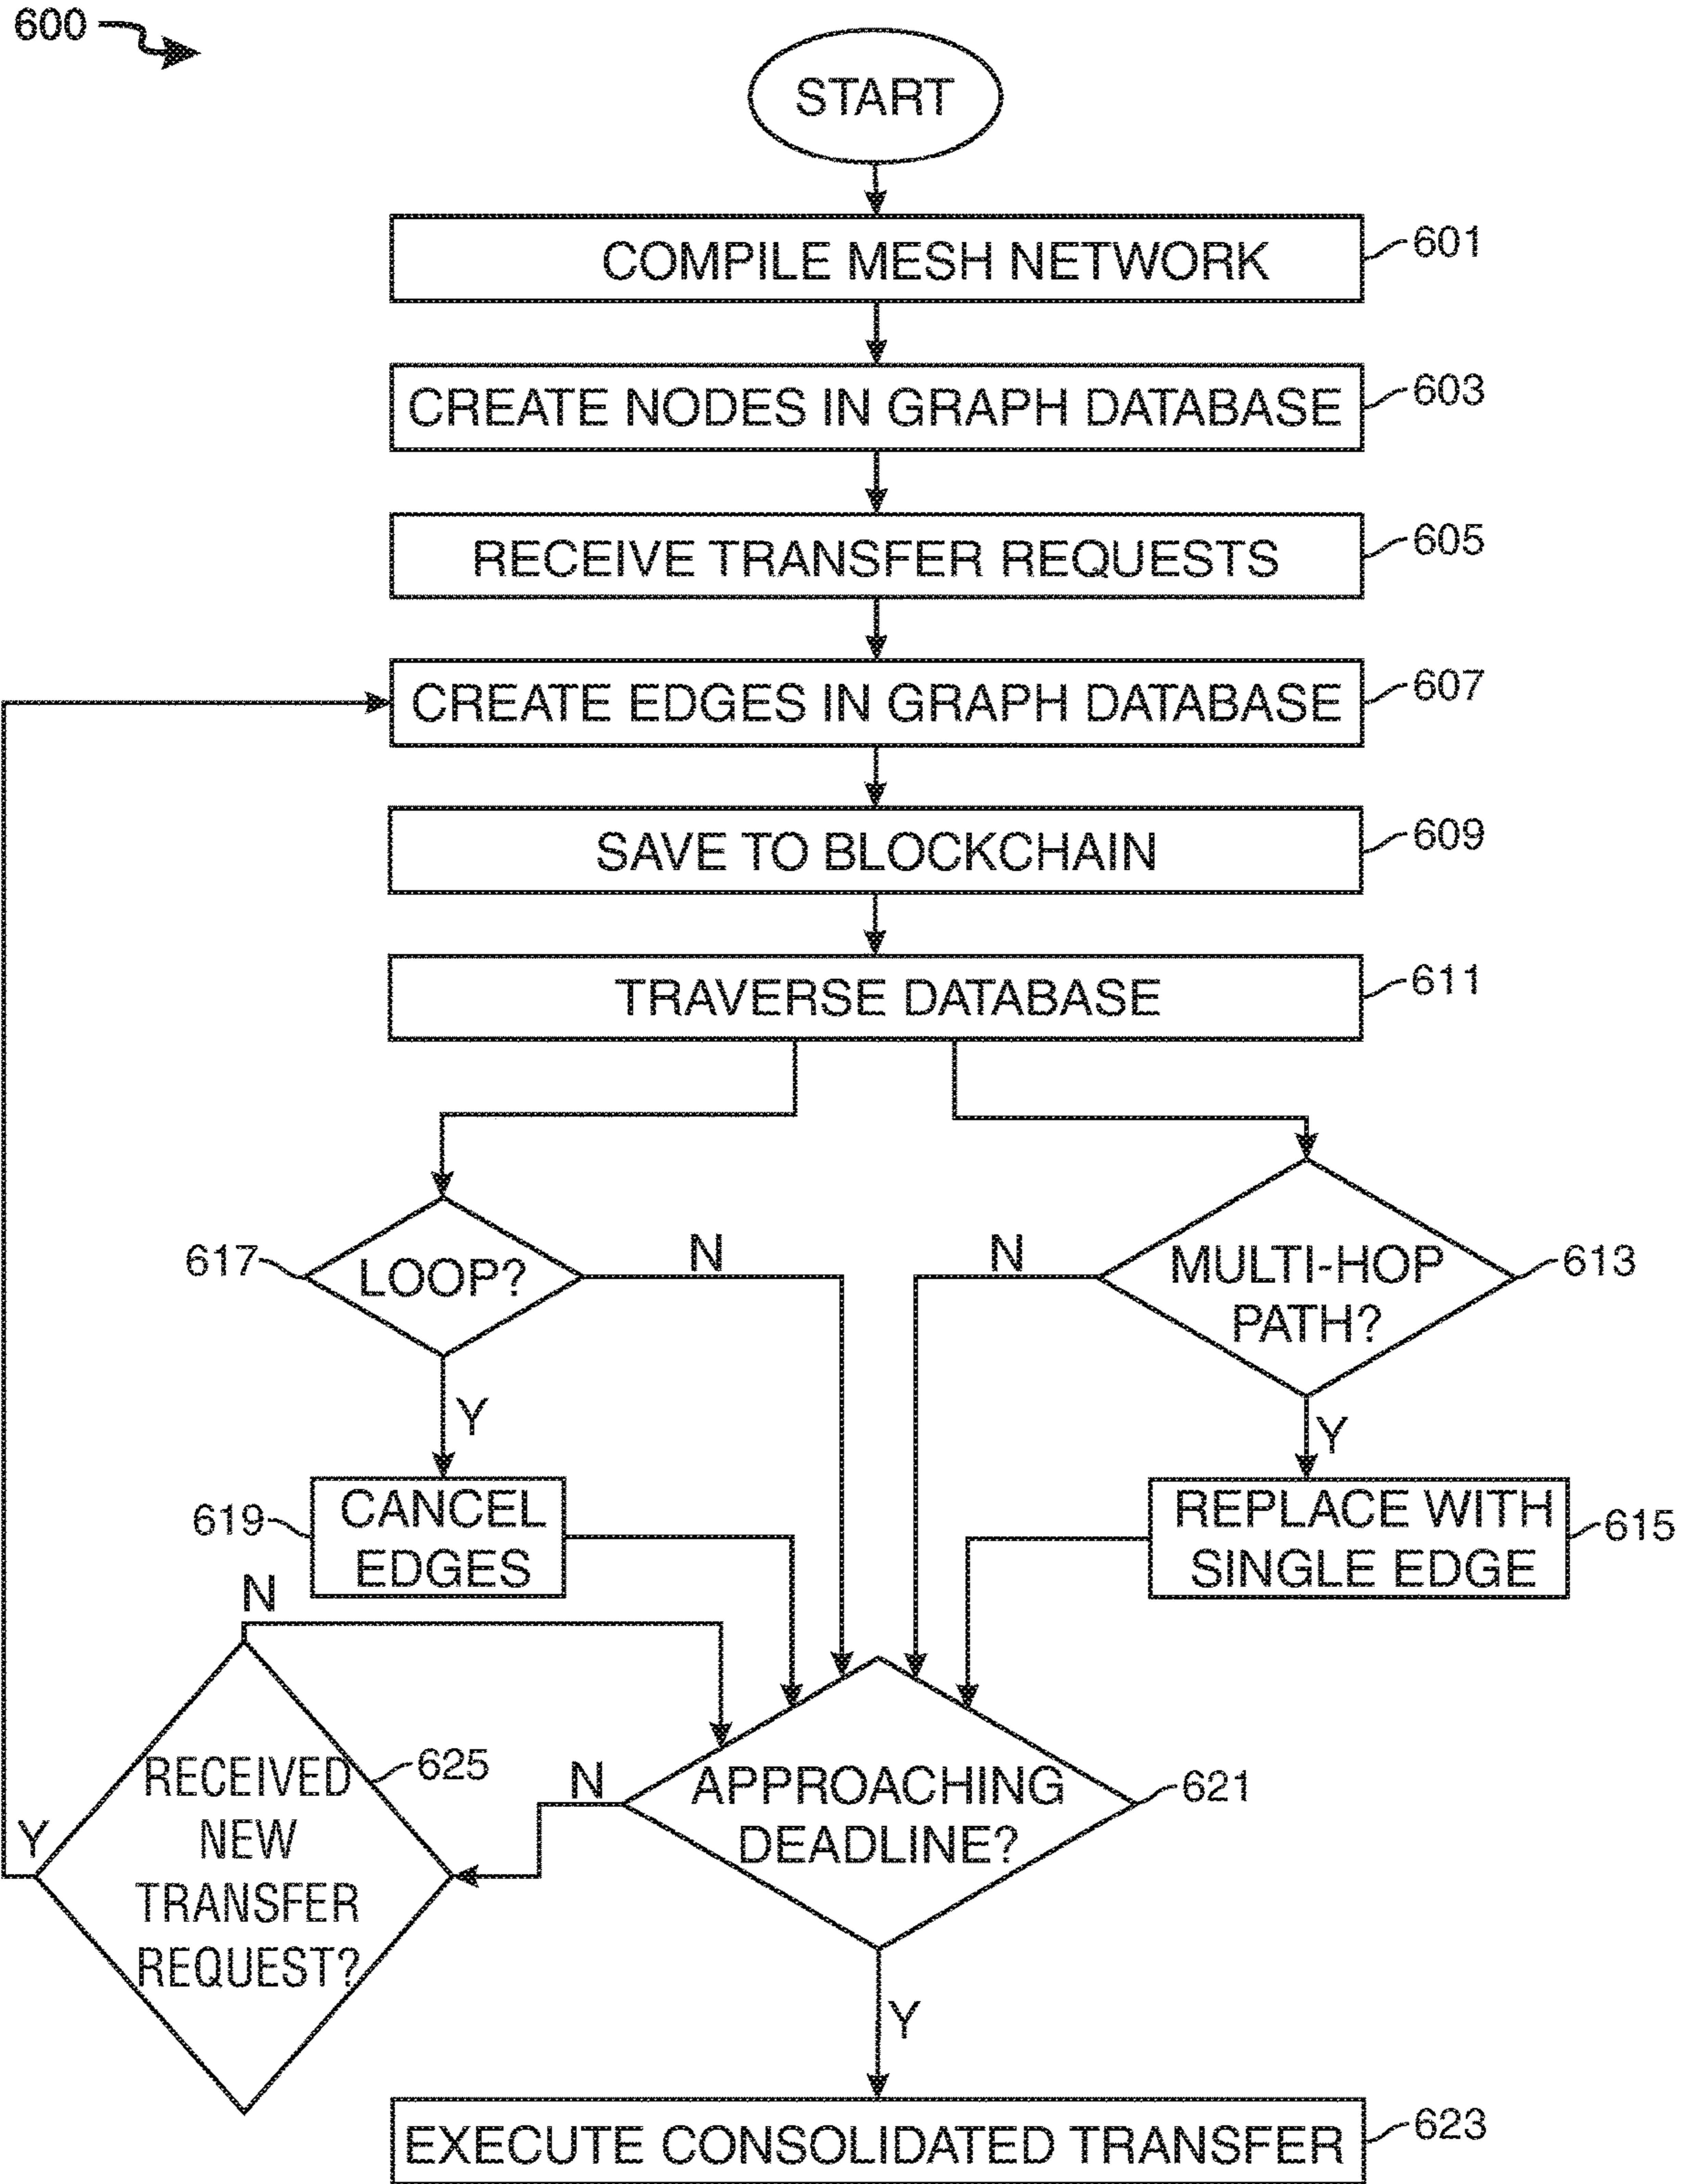 600
START
COMPILE MESH NETWORK
601
CREATE NODES IN GRAPH DATABASE
603
RECEIVE TRANSFER REQUESTS
605
CREATE EDGES IN GRAPH DATABASE
607
SAVE TO BLOCKCHAIN
609
TRAVERSE DATABASE
611
617
LOOP?
N
N
MULTI-HOP
PATH?
613
Y
Y
619
CANCEL
EDGES
REPLACE WITH
SINGLE EDGE
615
N
RECEIVED
NEW
TRANSFER
REQUEST?
625
Y
N
APPROACHING
DEADLINE?
621
Y
EXECUTE CONSOLIDATED TRANSFER
623